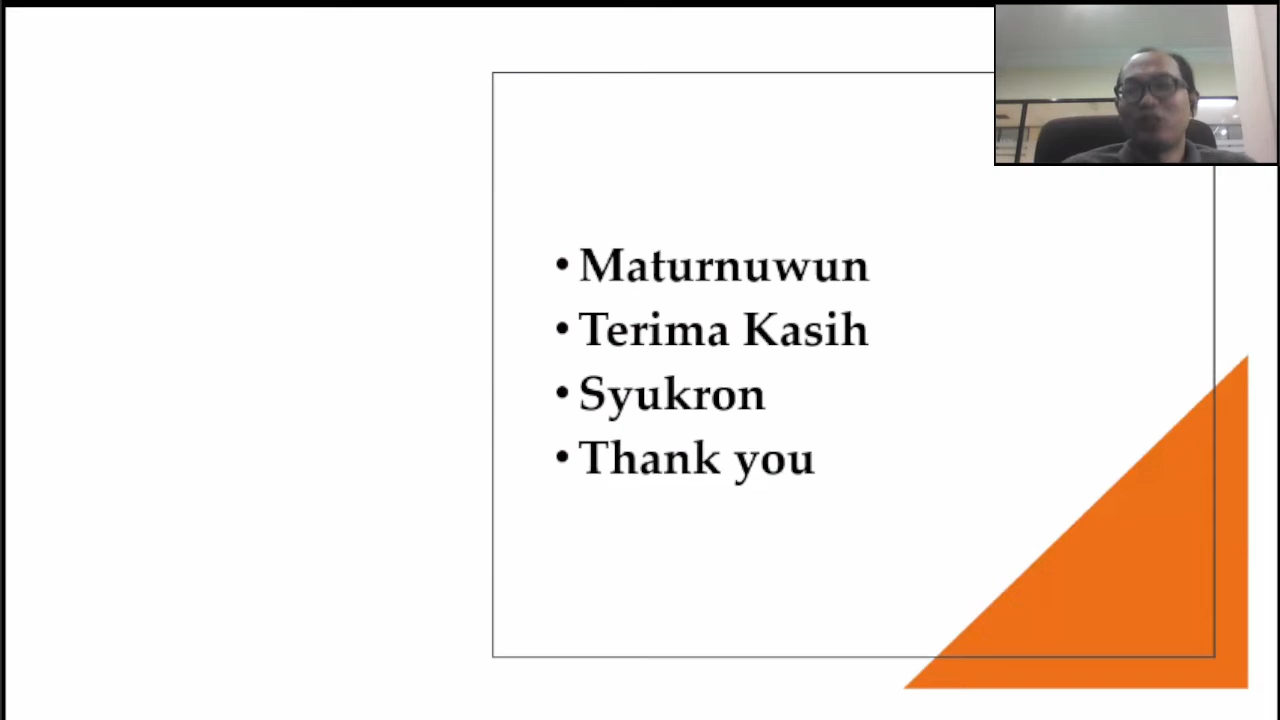 • Maturnuwun
• Terima Kasih
• Syukron
• Thank you